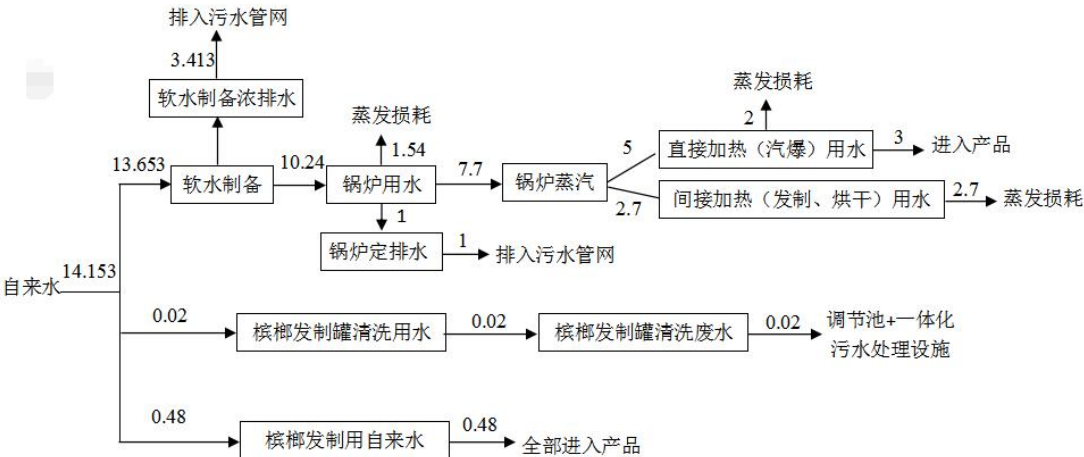 排入污水管网
3.413
软水制备浓排水
蒸发损耗
蒸发损耗
2
1.54
5
直接加热（汽爆）用水
3
进入产品
13.653
软水制备
10.24
锅炉用水
7.7
锅炉蒸汽
2.7
间接加热（发制、烘干）用水
2.7
蒸发损耗
1
锅炉定排水
1
排入污水管网
自来水
14.153
0.02
槟榔发制罐清洗用水
0.02
槟榔发制罐清洗废水
0.02
调节池+一体化
污水处理设施
0.48
槟榔发制用自来水
0.48
全部进入产品